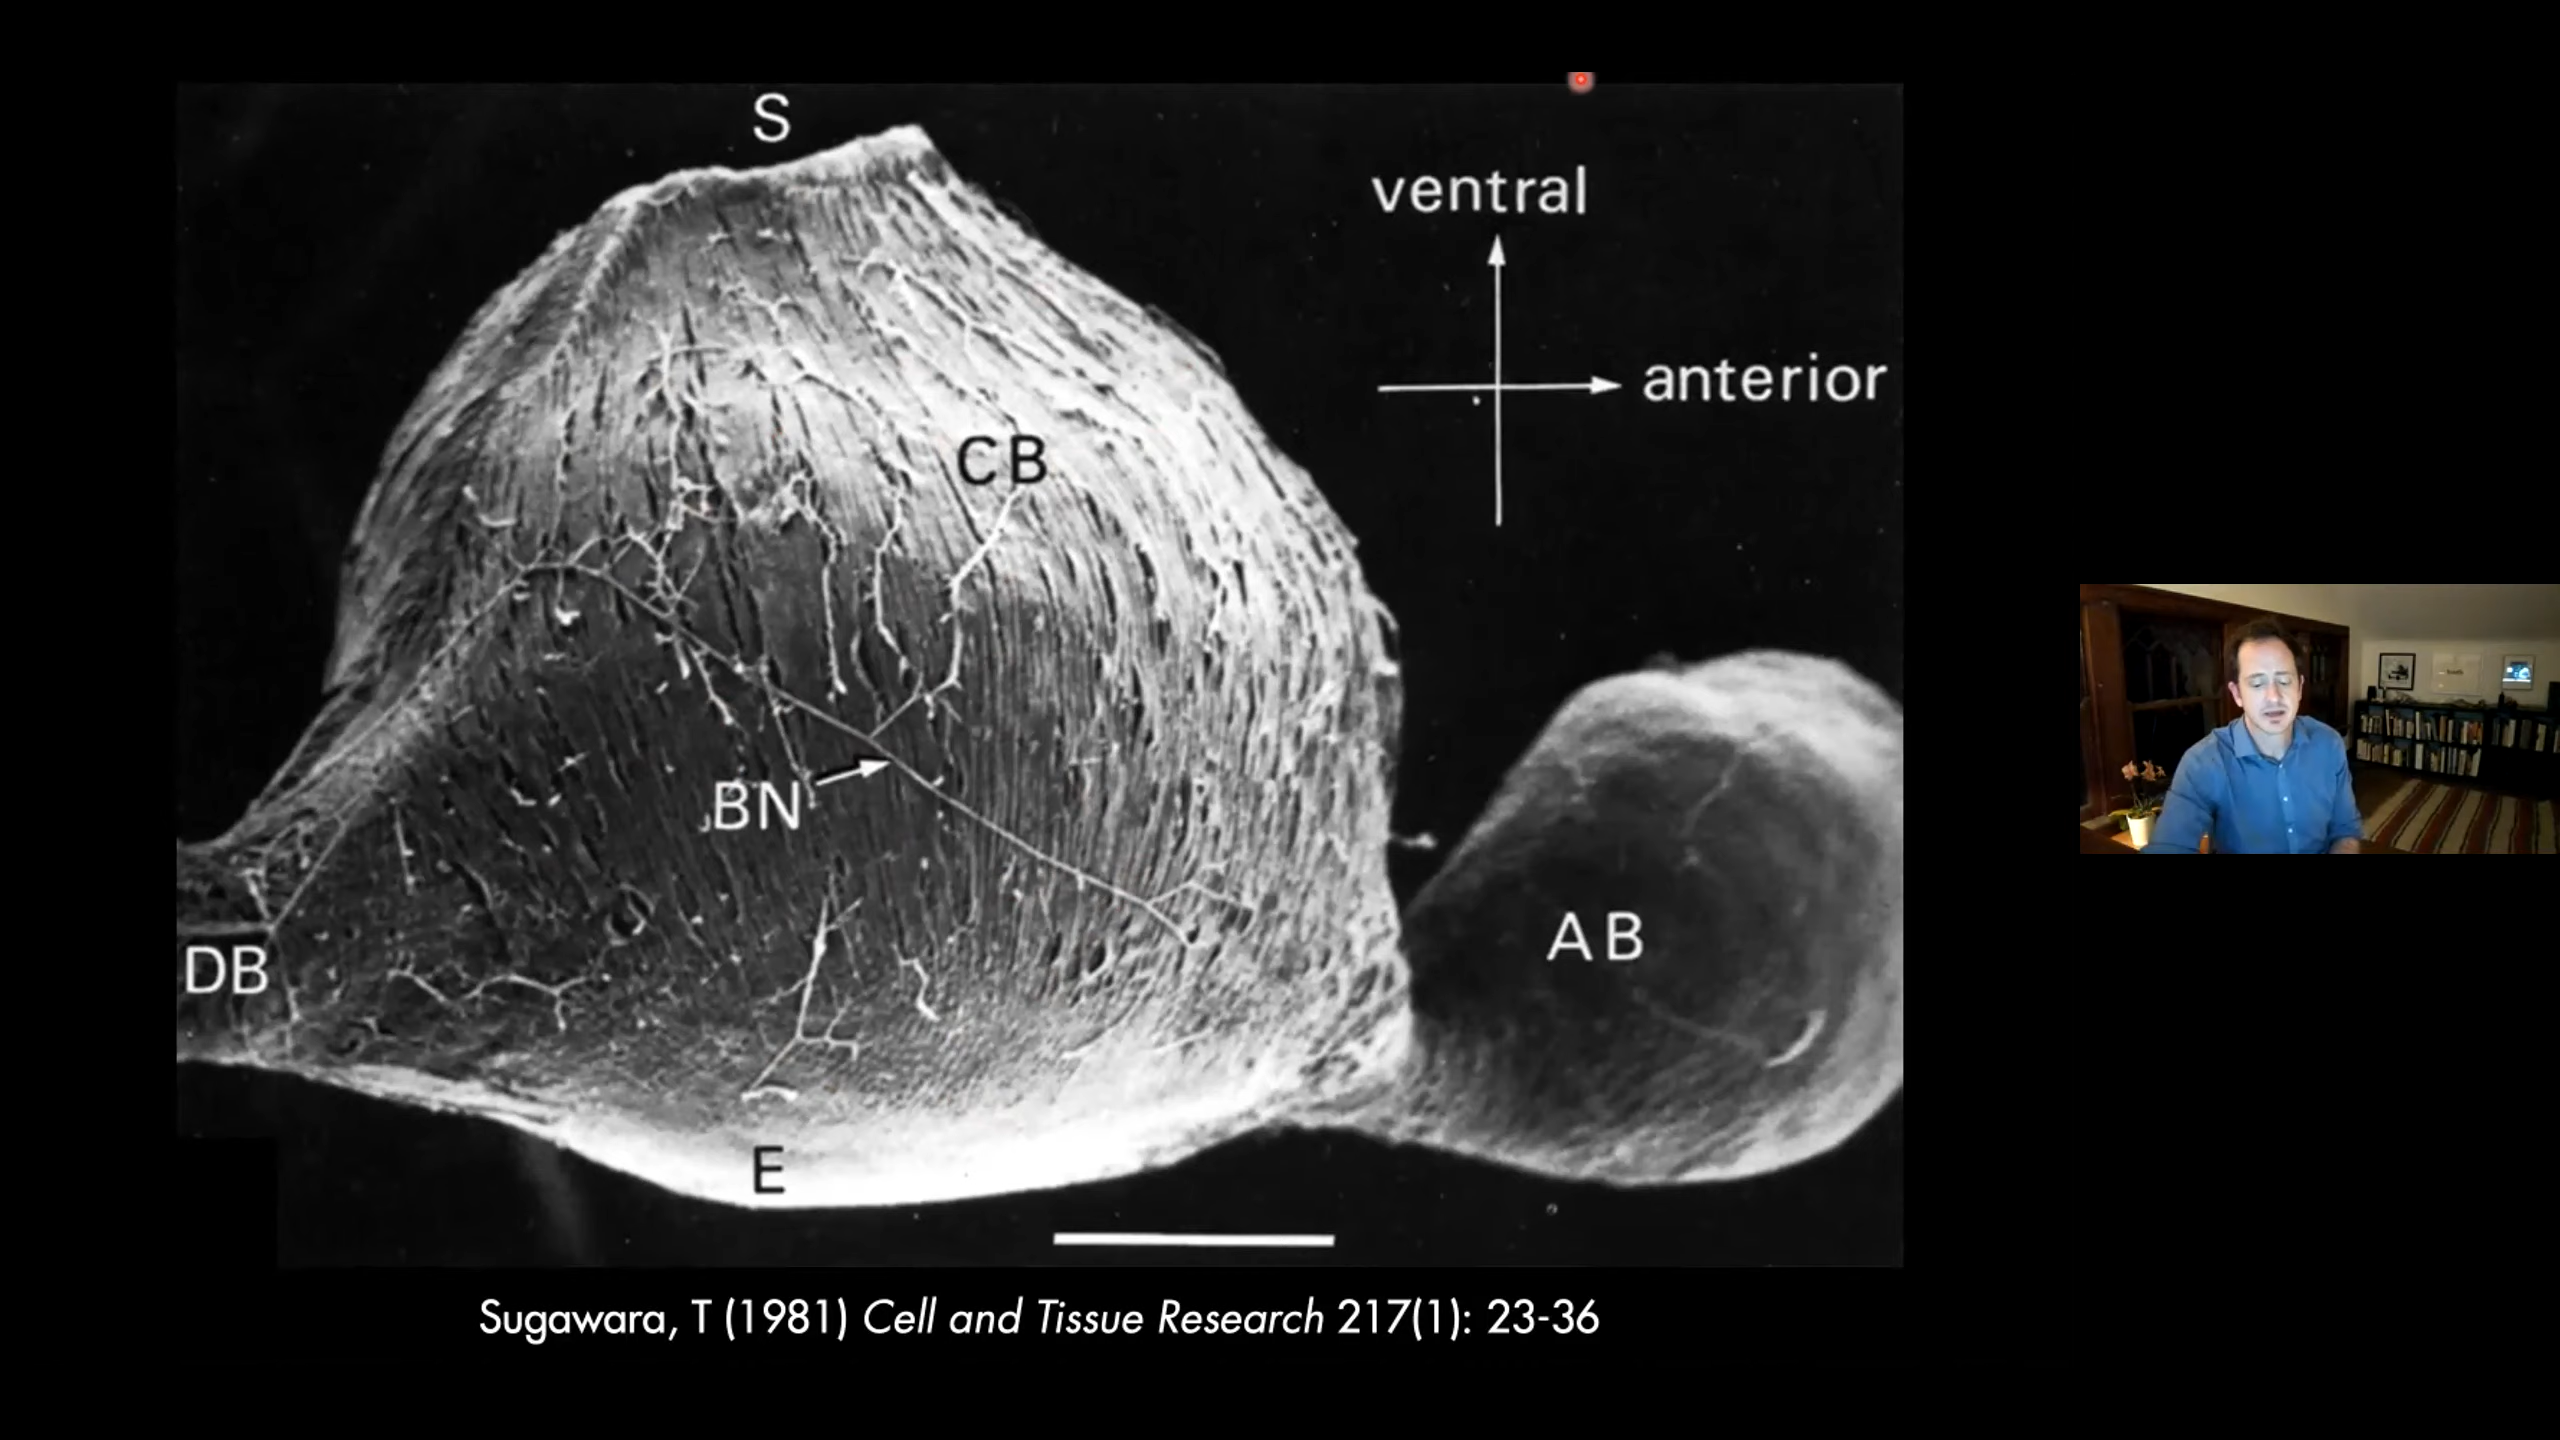 S
ventral
anterior
CB
BN
AB
DB
E
Sugawara, T (1981) Cell and Tissue Research 217(1): 23-36